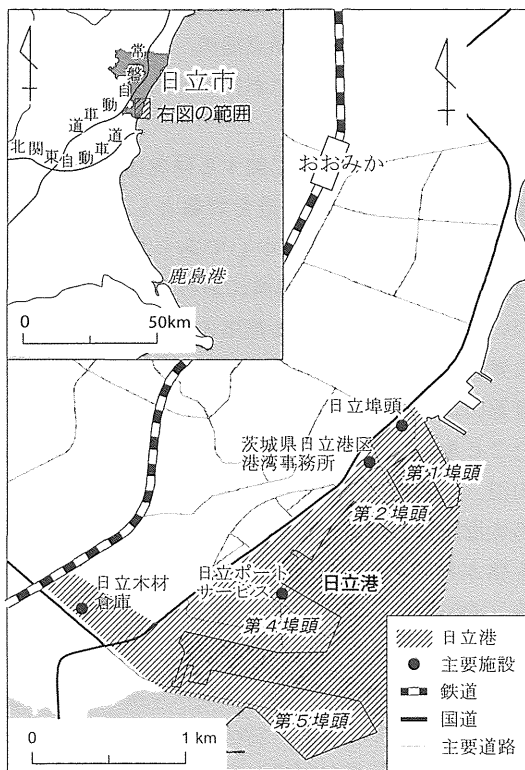 常磐自動車道
日立市
右図の範囲
北関東自動車道
鹿島港
0
50km
おおみか
日立埠頭
茨城県日立港区
港湾事務所
第1埠頭
第2埠頭
日立木材
倉庫
日立ポート
サービス
日立港
第4埠頭
第5埠頭
日立港
主要施設
鉄道
国道
主要道路
0
1 km